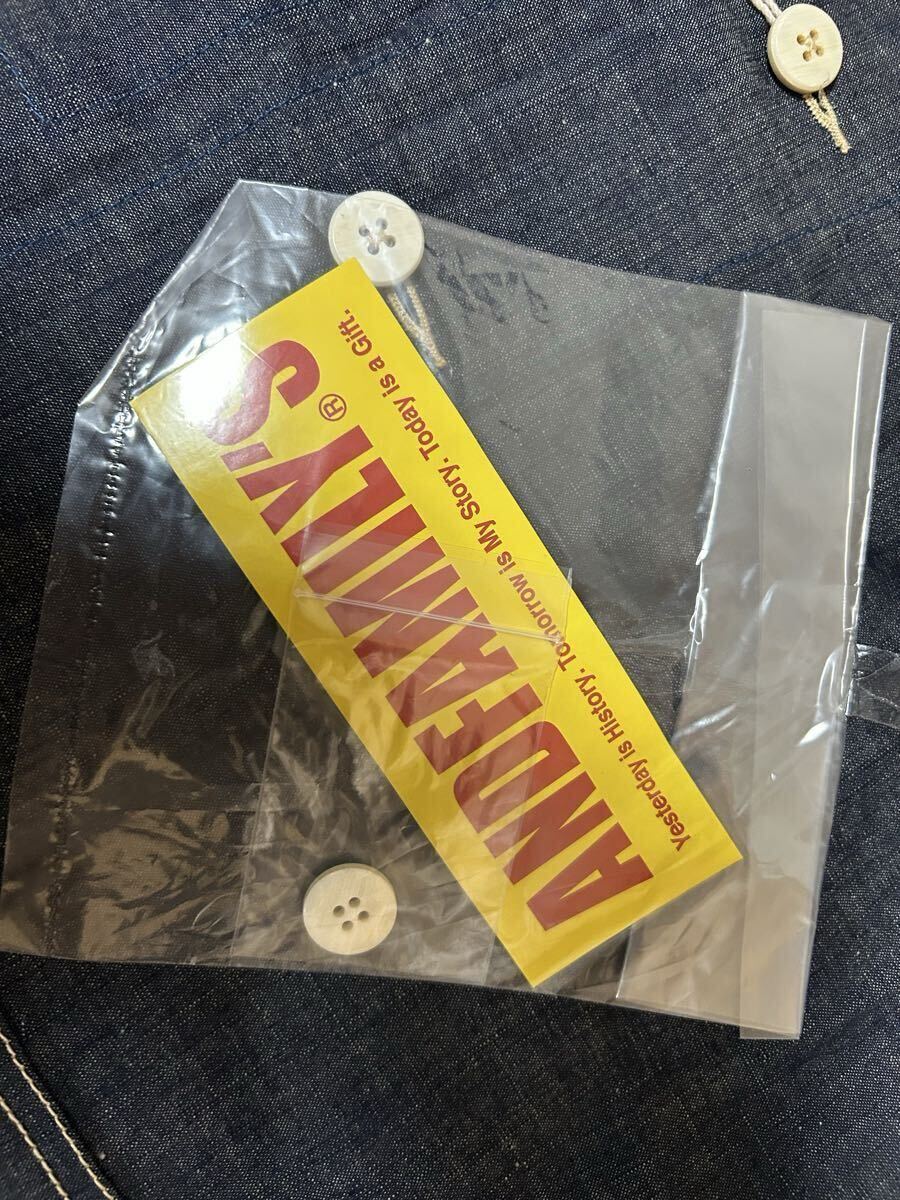 ANDFAMILY'S®
Yesterday is History. Tomorrow is My Story. Today is a Gift.